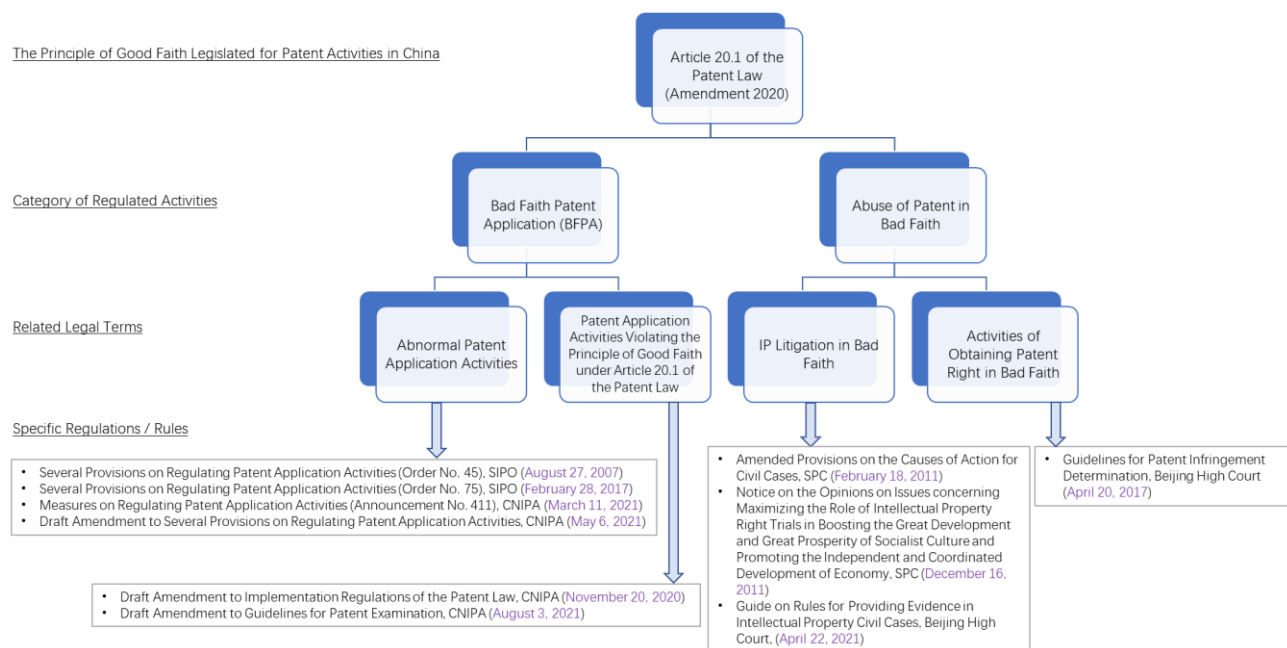 The Principle of Good Faith Legislated for Patent Activities in China
Article 20.1 of the
Patent Law
(Amendment 2020)
Category of Regulated Activities
Bad Faith Patent
Application (BFPA)
Abuse of Patent in
Bad Faith
Related Legal Terms
Abnormal Patent
Application Activities
Patent Application
Activities Violating the
Principle of Good Faith
under Article 20.1 of
the Patent Law
IP Litigation in Bad
Faith
Activities of
Obtaining Patent
Right in Bad Faith
Specific Regulations / Rules
• Several Provisions on Regulating Patent Application Activities (Order No. 45), SIPO (August 27, 2007)
• Several Provisions on Regulating Patent Application Activities (Order No. 75), SIPO (February 28, 2017)
• Measures on Regulating Patent Application Activities (Announcement No. 411), CNIPA (March 11, 2021)
• Draft Amendment to Several Provisions on Regulating Patent Application Activities, CNIPA (May 6, 2021)
• Draft Amendment to Implementation Regulations of the Patent Law, CNIPA (November 20, 2020)
• Draft Amendment to Guidelines for Patent Examination, CNIPA (August 3, 2021)
• Amended Provisions on the Causes of Action for
Civil Cases, SPC (February 18, 2011)
• Notice on the Opinions on Issues concerning
Maximizing the Role of Intellectual Property
Right Trials in Boosting the Great Development
and Great Prosperity of Socialist Culture and
Promoting the Independent and Coordinated
Development of Economy, SPC (December 16,
2011)
• Guide on Rules for Providing Evidence in
Intellectual Property Civil Cases, Beijing High
Court, (April 22, 2021)
• Guidelines for Patent Infringement
Determination, Beijing High Court
(April 20, 2017)